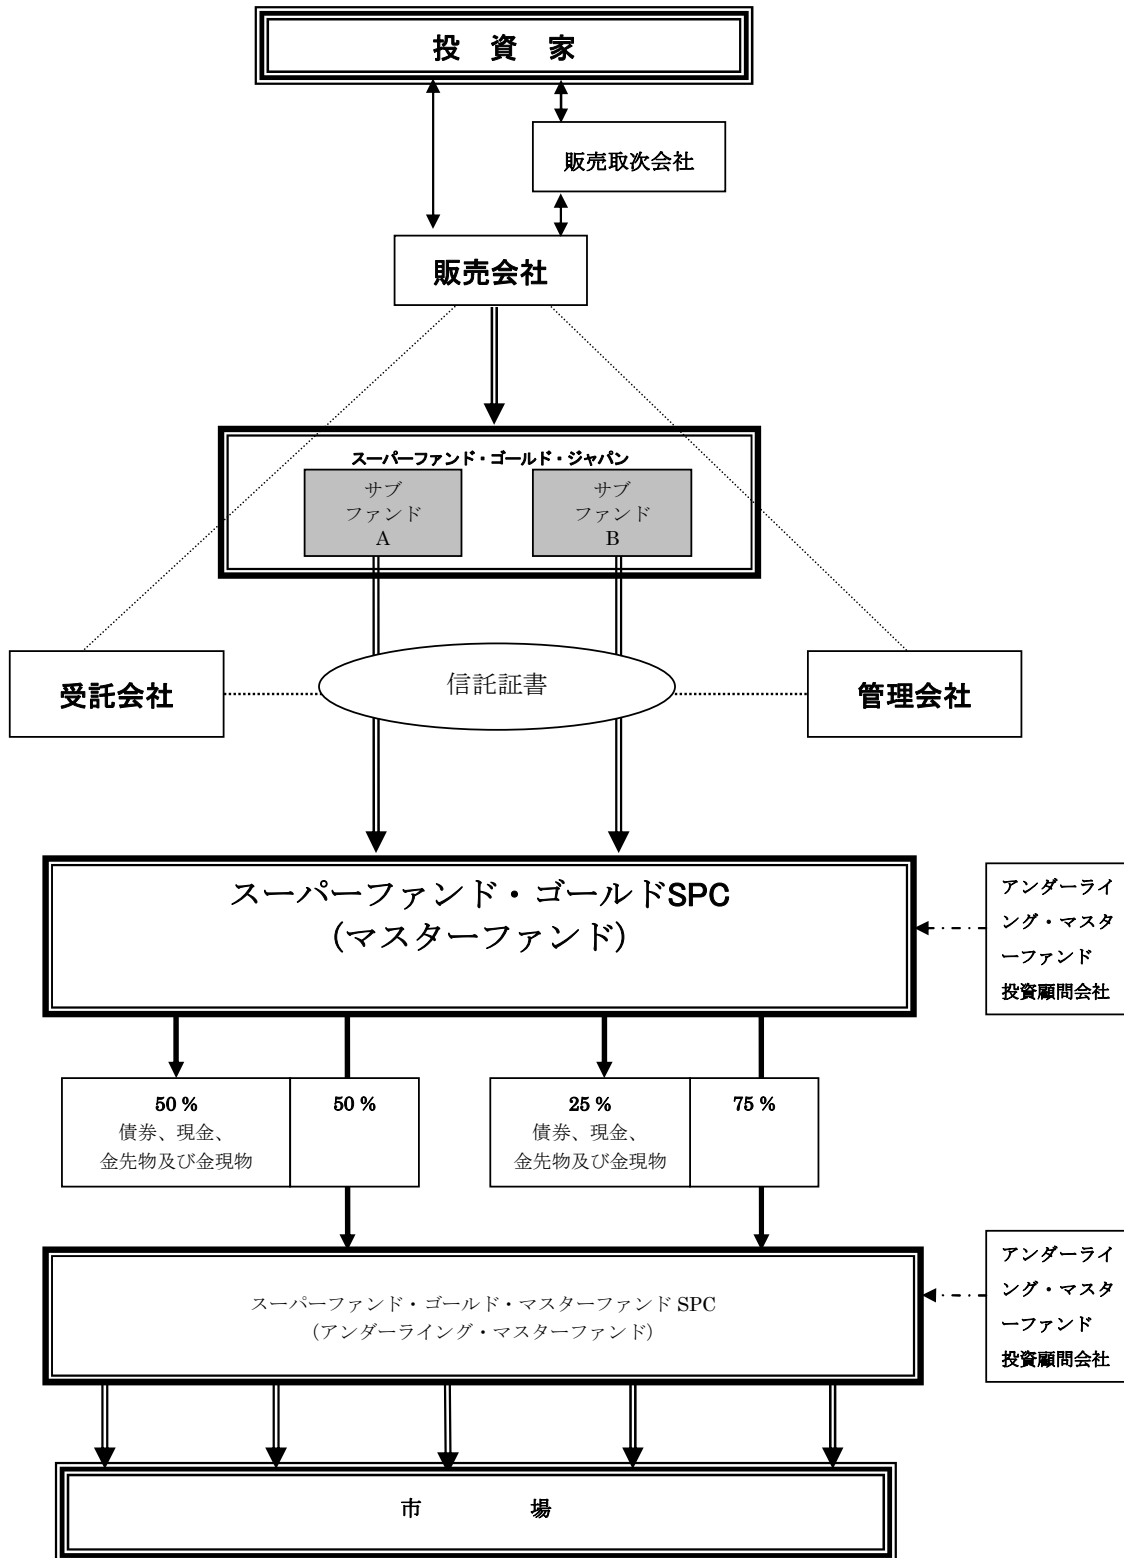 投 資 家
販売取次会社
販売会社
スーパーファンド・ゴールド・ジャパン
サブ
ファンド
A
サブ
ファンド
B
信託証書
受託会社
管理会社
スーパーファンド・ゴールドSPC
(マスターファンド)
アンダーライ
ング・マスタ
ーファンド
投資顧問会社
50 %
債券、現金、
金先物及び金現物
50 %
25 %
債券、現金、
金先物及び金現物
75 %
スーパーファンド・ゴールド・マスターファンド SPC
(アンダーライング・マスターファンド)
アンダーライ
ング・マスタ
ーファンド
投資顧問会社
市 場